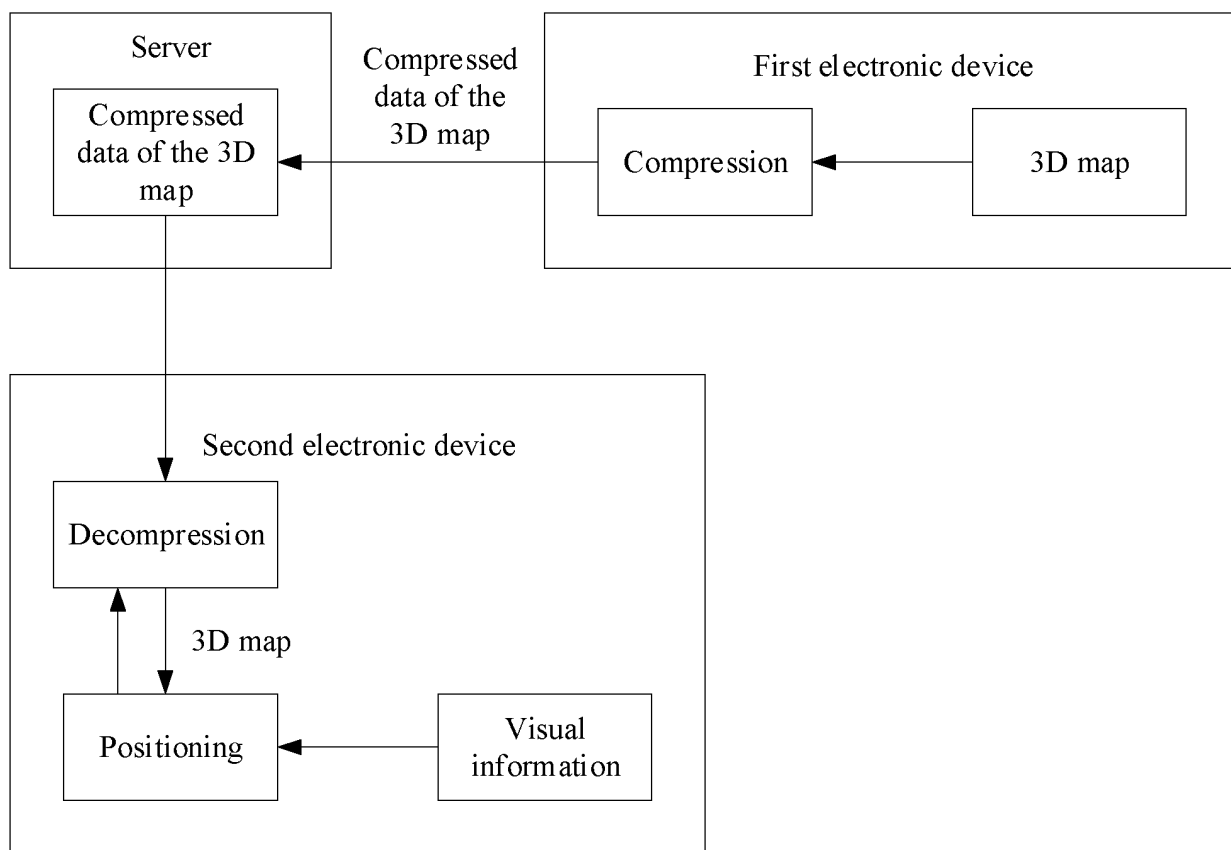 Server
Compressed
data of the 3D
map
Compressed
data of the
3D map
First electronic device
Compression
3D map
Second electronic device
Decompression
3D map
Positioning
Visual
information